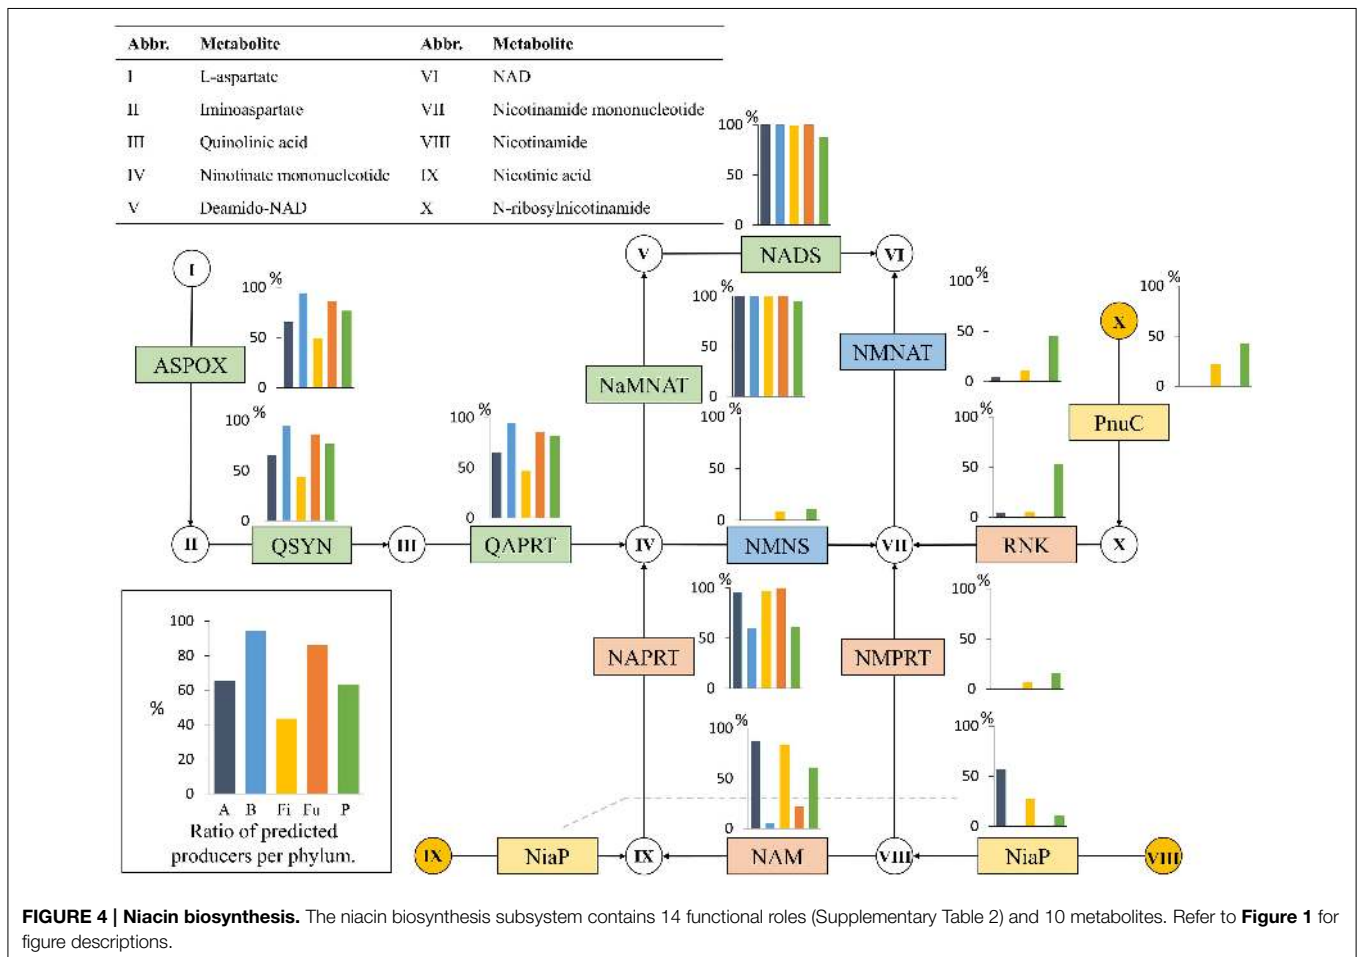 Abbr. Metabolite Abbr. Metabolite
I L-aspartate VI NAD
II Iminoaspartate VII Nicotinamide mononucleotide
III Quinolinic acid VIII Nicotinamide
IV Ninotinate mononucleotide IX Nicotinic acid
V Deamido-NAD X N-ribosylnicotinamide
% 100 50 0
I
V NADS VI
% 100 50 0
% 100 50 0
% 100 50 0
% 100 50 0
X
ASPOX
NaMNAT
NMNAT
PnuC
% 100 50 0
% 100 50 0
% 100 50 0
% 100 50 0
II QSYN III QAPRT IV NMNS VII RNK X
% 100 50 0
% 100 50 0
NAPRT
NMPRT
% 100 50 0
% 100 50 0
100
80
60
%
40
20
0
A B Fi Fu P
Ratio of predicted
producers per phylum.
IX NiaP IX NAM VIII NiaP VIII
FIGURE 4 | Niacin biosynthesis. The niacin biosynthesis subsystem contains 14 functional roles (Supplementary Table 2) and 10 metabolites. Refer to Figure 1 for
figure descriptions.